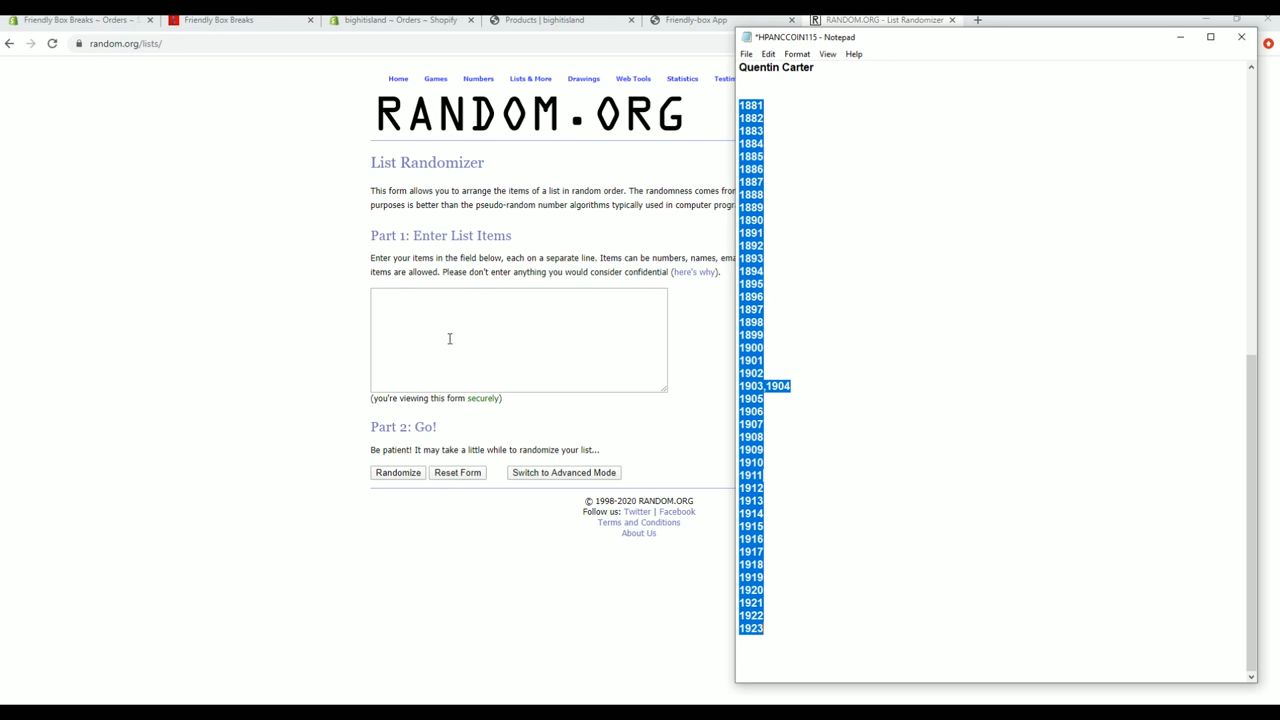 Friendly Box Breaks ~ Orders ~ S
Friendly Box Breaks
bighitisland ~ Orders ~ Shopify
Products | bighitisland
Friendly-box App
RANDOM.ORG - List Randomizer
random.org/lists/
Home Games Numbers Lists & More Drawings Web Tools Statistics
RANDOM.ORG
List Randomizer
This form allows you to arrange the items of a list in random order. The randomness comes from
purposes is better than the pseudo-random number algorithms typically used in computer
Part 1: Enter List Items
Enter your items in the field below, each on a separate line. Items can be numbers, names,
items are allowed. Please don't enter anything you would consider confidential (here's why).
(you're viewing this form securely)
Part 2: Go!
Be patient! It may take a little while to randomize your list...
Randomize Reset Form Switch to Advanced Mode
© 1998-2020 RANDOM.ORG
Follow us: Twitter | Facebook
Terms and Conditions
About Us
*HPANCCOIN115 - Notepad
File Edit Format View Help
Quentin Carter
1881
1882
1883
1884
1885
1886
1887
1888
1889
1890
1891
1892
1893
1894
1895
1896
1897
1898
1899
1900
1901
1902
1903,1904
1905
1906
1907
1908
1909
1910
1911
1912
1913
1914
1915
1916
1917
1918
1919
1920
1921
1922
1923